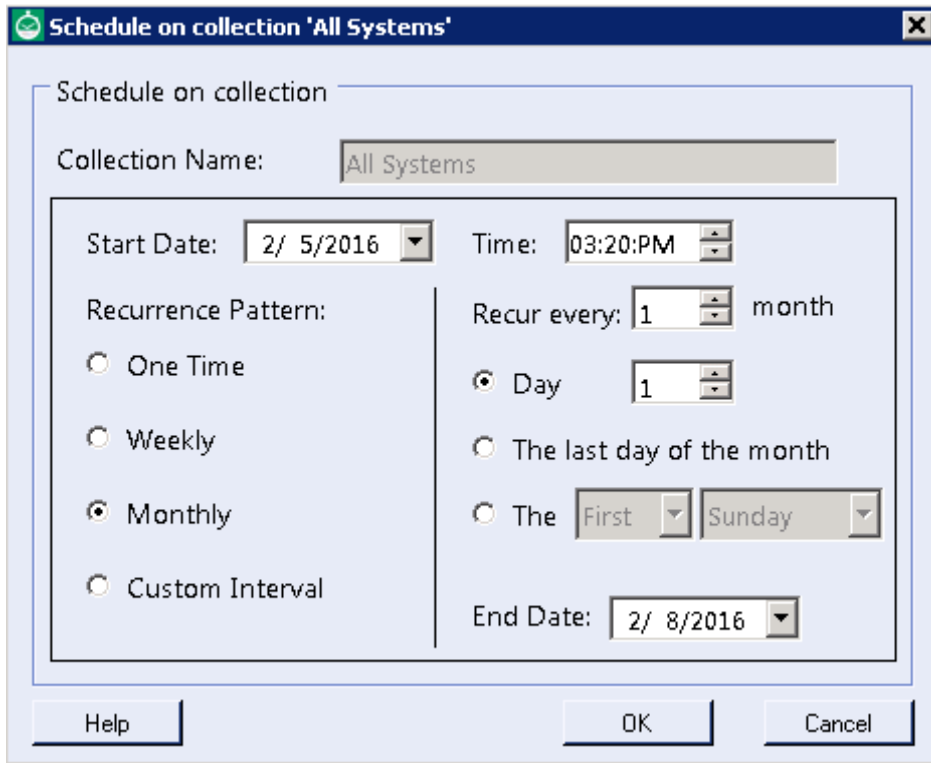 Schedule on collection 'All Systems'
Schedule on collection
Collection Name: All Systems
Start Date: 2/ 5/2016 Time: 03:20:PM
Recurrence Pattern: Recur every: 1 month
One Time Day 1
Weekly The last day of the month
Monthly The First Sunday
Custom Interval
End Date: 2/ 8/2016
Help OK Cancel